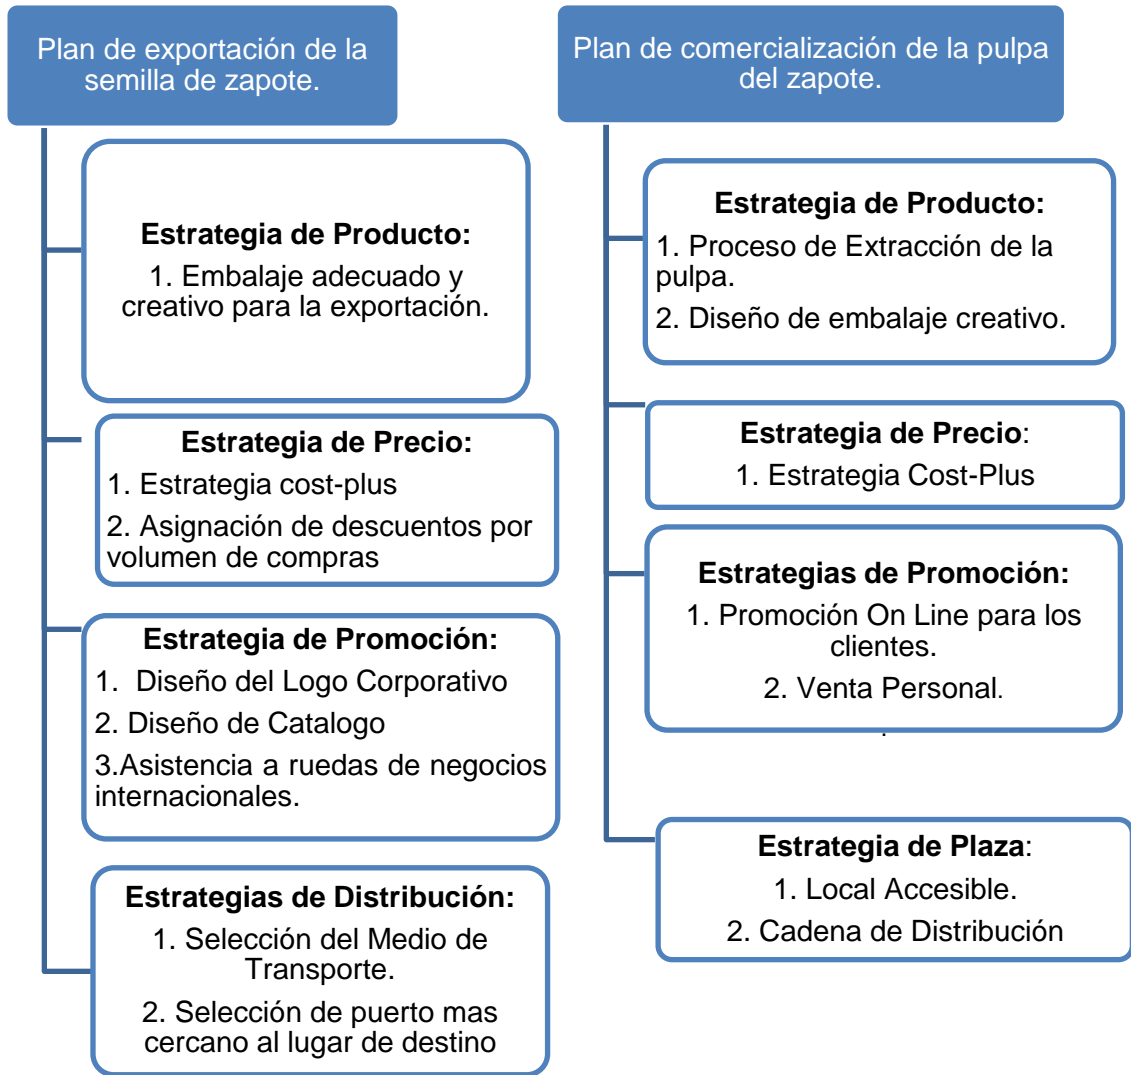 Plan de exportación de la
semilla de zapote.
Estrategia de Producto:
1. Embalaje adecuado y
creativo para la exportación.
Estrategia de Precio:
1. Estrategia cost-plus
2. Asignación de descuentos por
volumen de compras
Estrategia de Promoción:
1. Diseño del Logo Corporativo
2. Diseño de Catalogo
3.Asistencia a ruedas de negocios
internacionales.
Estrategias de Distribución:
1. Selección del Medio de
Transporte.
2. Selección de puerto mas
cercano al lugar de destino
Plan de comercialización de la pulpa
del zapote.
Estrategia de Producto:
1. Proceso de Extracción de la
pulpa.
2. Diseño de embalaje creativo.
Estrategia de Precio:
1. Estrategia Cost-Plus
Estrategias de Promoción:
1. Promoción On Line para los
clientes.
2. Venta Personal.
.
Estrategia de Plaza:
1. Local Accesible.
2. Cadena de Distribución